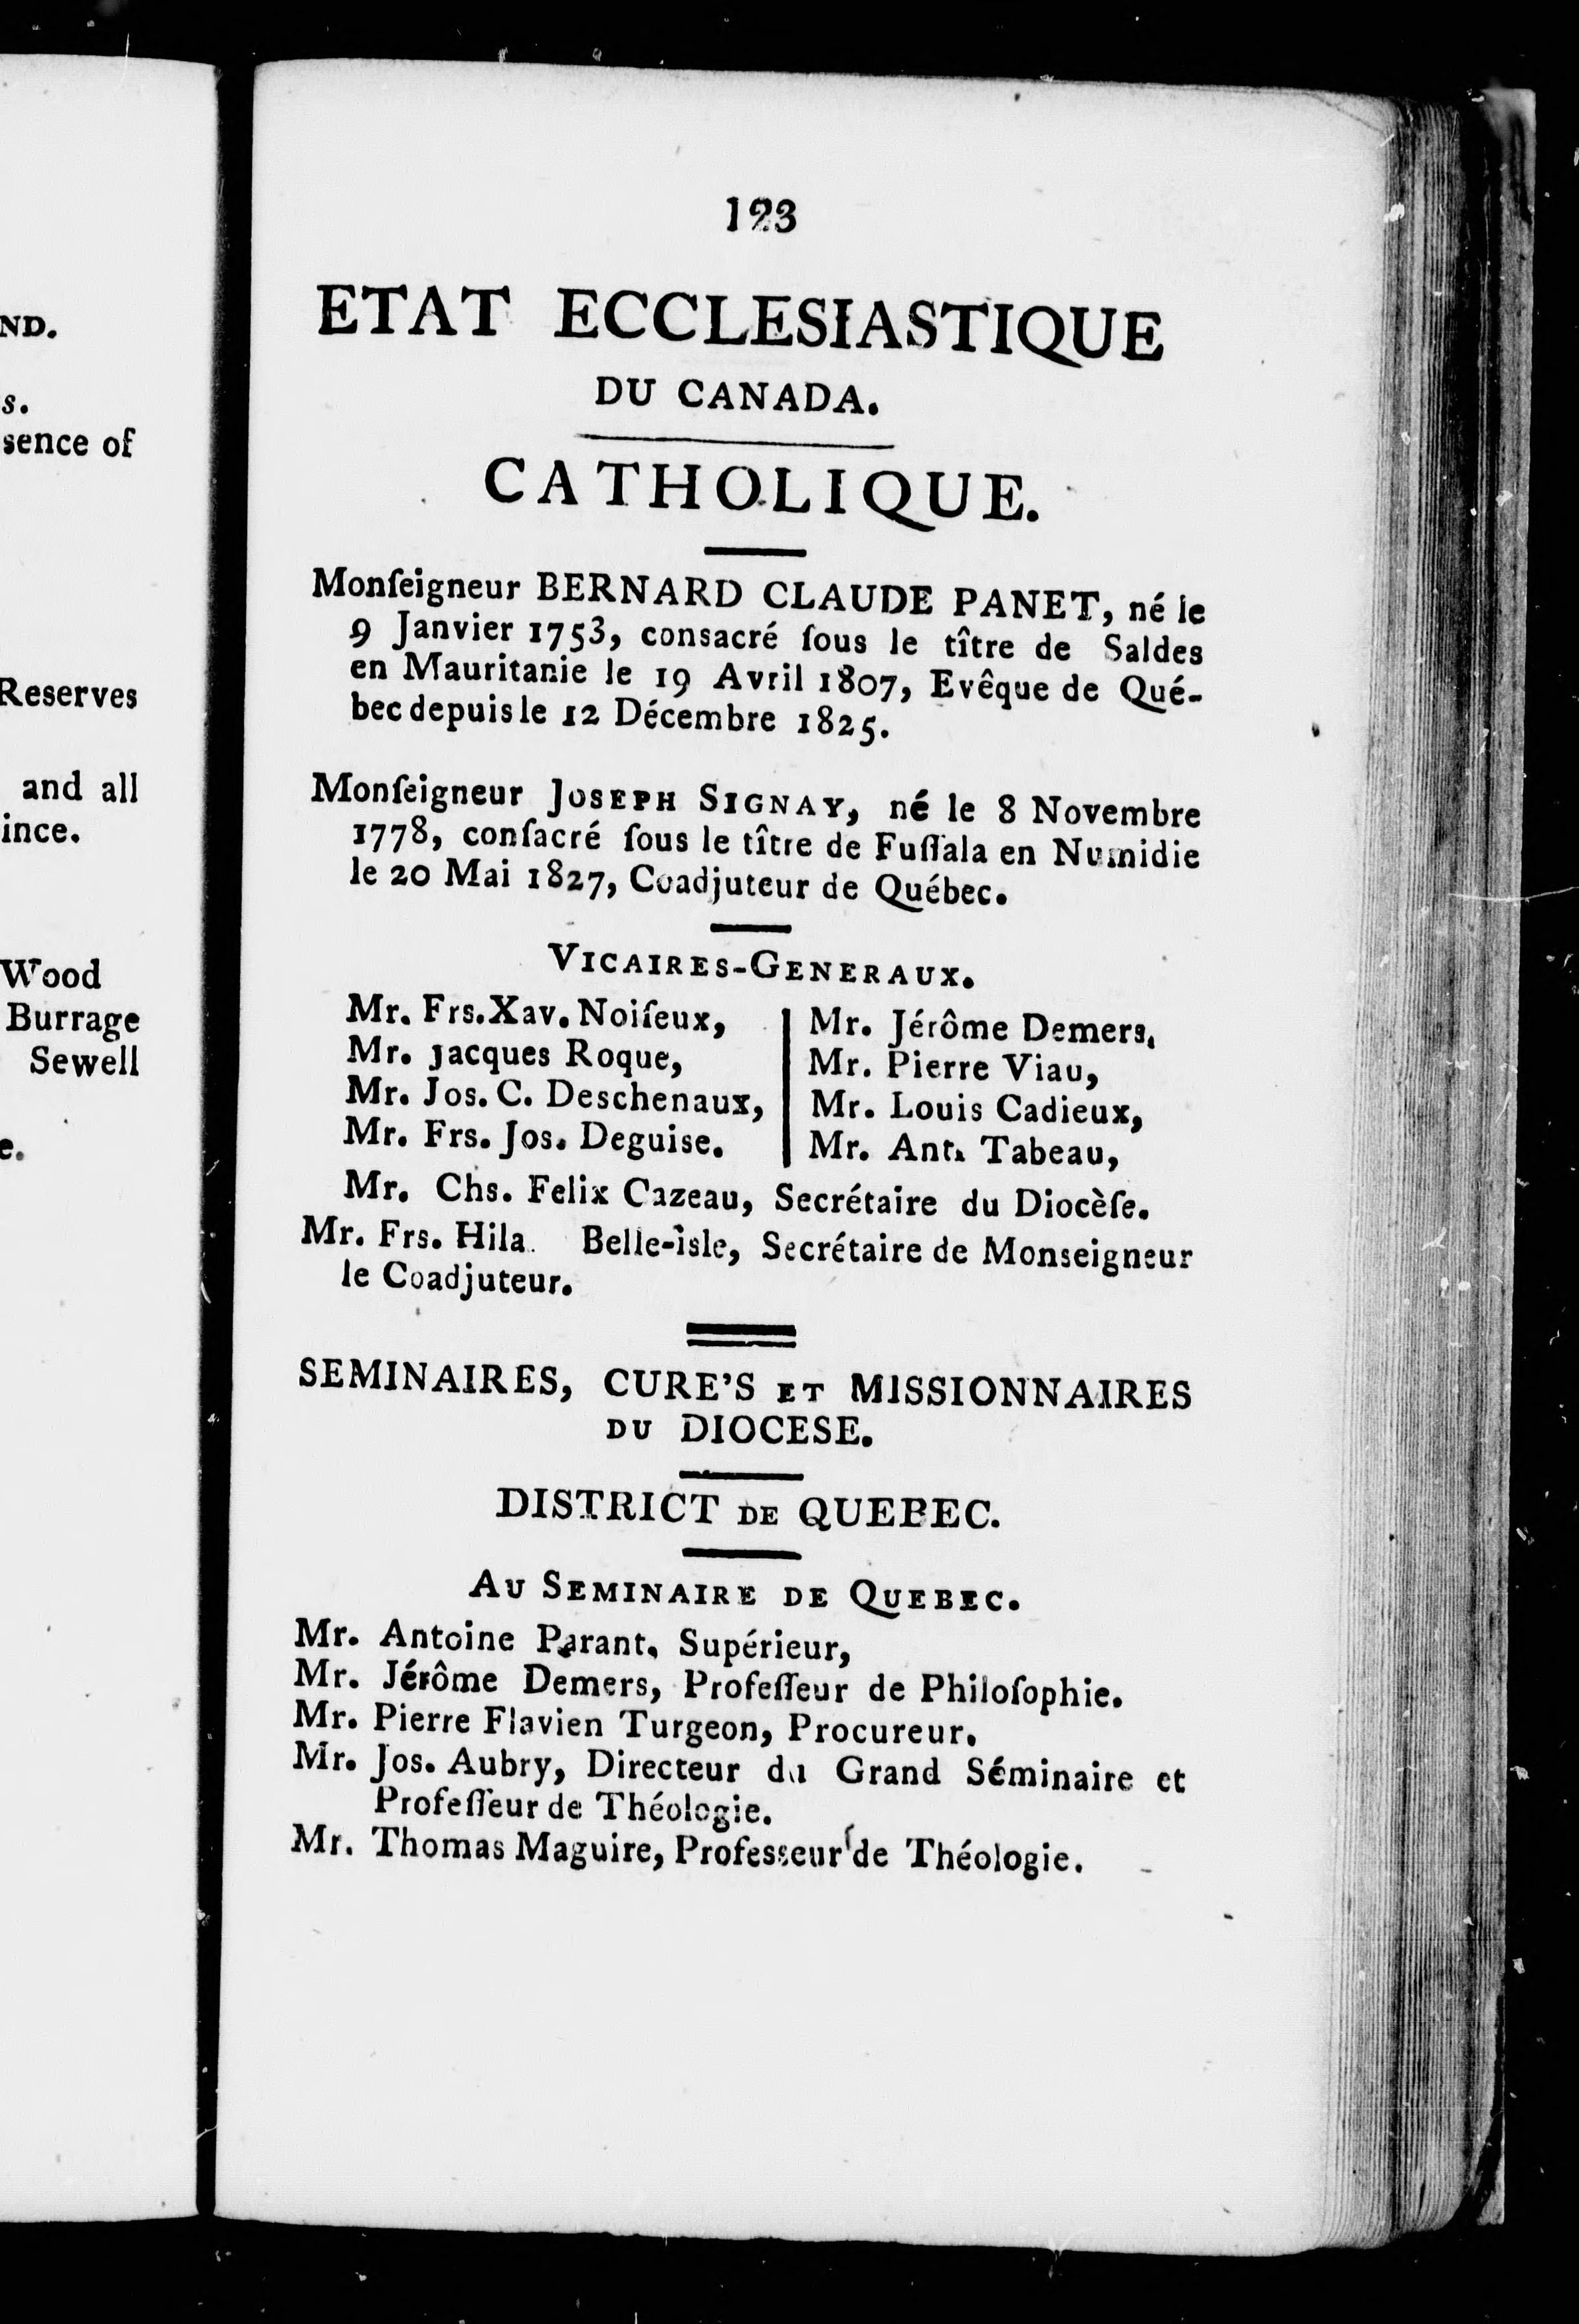 ND.
s.
sence of
Reserves
and all
ince.
Wood
Burrage
Sewell
e.
123
ETAT ECCLESIASTIQUE
DU CANADA.
CATHOLIQUE.
Monſeigneur BERNARD CLAUDE PANET, né le
9 Janvier 1753, consacré ſous le tître de Saldes
en Mauritanie le 19 Avril 1807, Evêque de Qué-
bec depuis le 12 Décembre 1825.
Monſeigneur JOSEPH SIGNAY, né le 8 Novembre
1778, conſacré ſous le tître de Fuſſala en Numidie
le 20 Mai 1827, Coadjuteur de Québec.
VICAIRES-GENERAUX.
Mr. Frs. Xav. Noiſeux,
Mr. Jacques Roque,
Mr. Jos. C. Deschenaux,
Mr. Frs. Jos. Deguise.
Mr. Jérôme Demers,
Mr. Pierre Viau,
Mr. Louis Cadieux,
Mr. Ant. Tabeau,
Mr. Chs. Felix Cazeau, Secrétaire du Diocèſe.
Mr. Frs. Hila. Belle-isle, Secrétaire de Monseigneur
le Coadjuteur.
SEMINAIRES, CURE'S ET MISSIONNAIRES
DU DIOCESE.
DISTRICT DE QUEBEC.
AU SEMINAIRE DE QUEBEC.
Mr. Antoine Parant, Supérieur,
Mr. Jérôme Demers, Profeſſeur de Philoſophie.
Mr. Pierre Flavien Turgeon, Procureur.
Mr. Jos. Aubry, Directeur du Grand Séminaire et
Profeſſeur de Théologie.
Mr. Thomas Maguire, Professeur de Théologie.